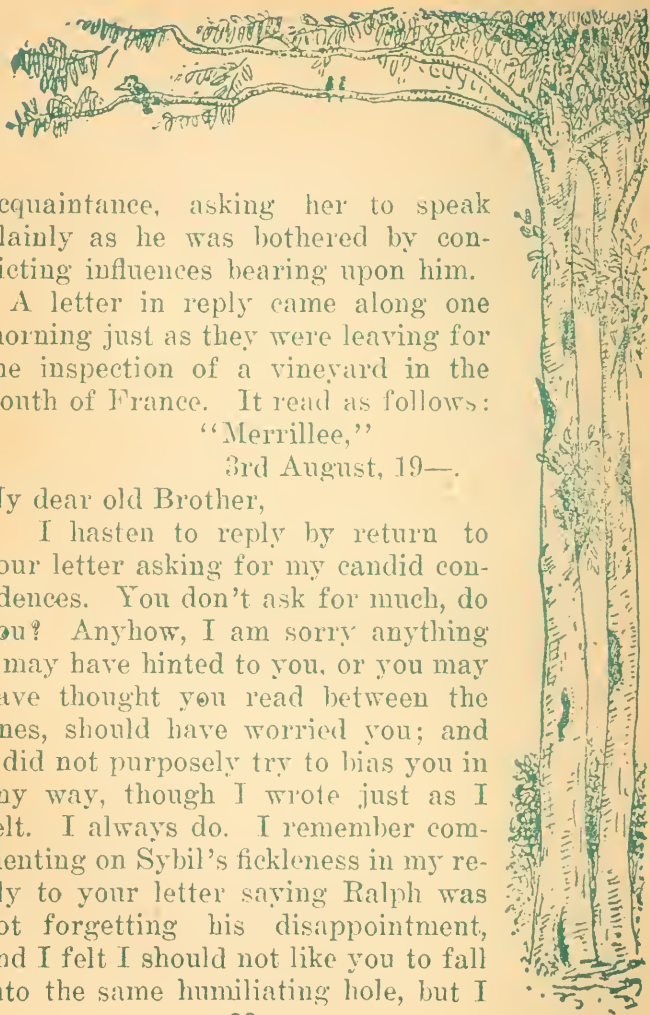 cquaintance, asking her to speak
lainly as he was bothered by con-
icting influences bearing upon him.
A letter in reply came along one
norning just as they were leaving for
he inspection of a vineyard in the
outh of France. It read as follows:
"Merrillee,"
3rd August, 19—.
My dear old Brother,
I hasten to reply by return to
our letter asking for my candid con-
dences. You don't ask for much, do
ou? Anyhow, I am sorry anything
may have hinted to you, or you may
ave thought you read between the
nes, should have worried you; and
did not purposely try to bias you in
ny way, though I wrote just as I
elt. I always do. I remember com-
enting on Sybil's fickleness in my re-
ly to your letter saying Ralph was
ot forgetting his disappointment,
nd I felt I should not like you to fall
nto the same humiliating hole, but I